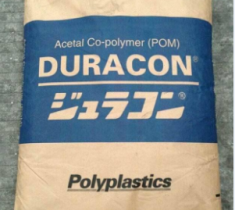 Acetal Co-polymer (POM)
DURACON®
ジュラコン®
Polyplastics